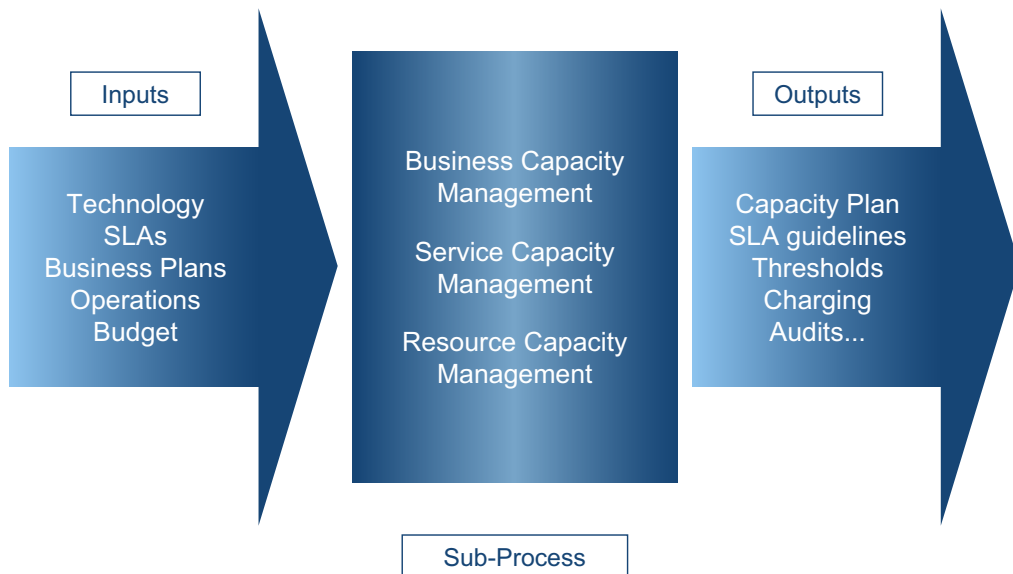 Inputs
Technology
SLAs
Business Plans
Operations
Budget
Business Capacity
Management
Service Capacity
Management
Resource Capacity
Management
Sub-Process
Outputs
Capacity Plan
SLA guidelines
Thresholds
Charging
Audits...